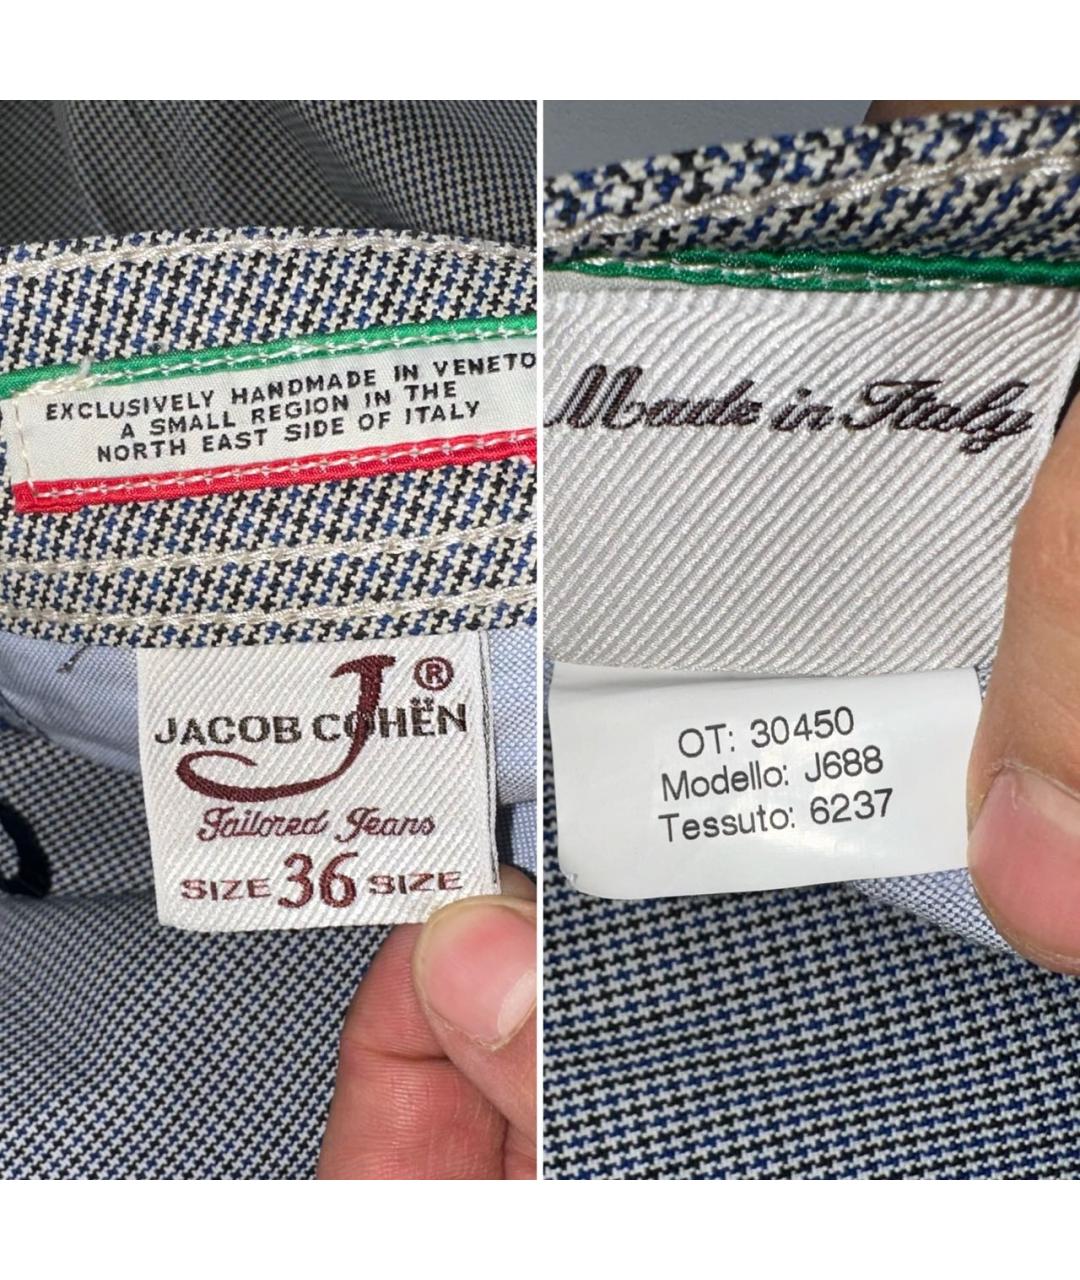 EXCLUSIVELY HANDMADE IN VENETO
A SMALL REGION IN THE
NORTH EAST SIDE OF ITALY
J®
JACOB COHËN
Tailored Jeans
SIZE 36 SIZE
Made in Italy
OT: 30450
Modello: J688
Tessuto: 6237